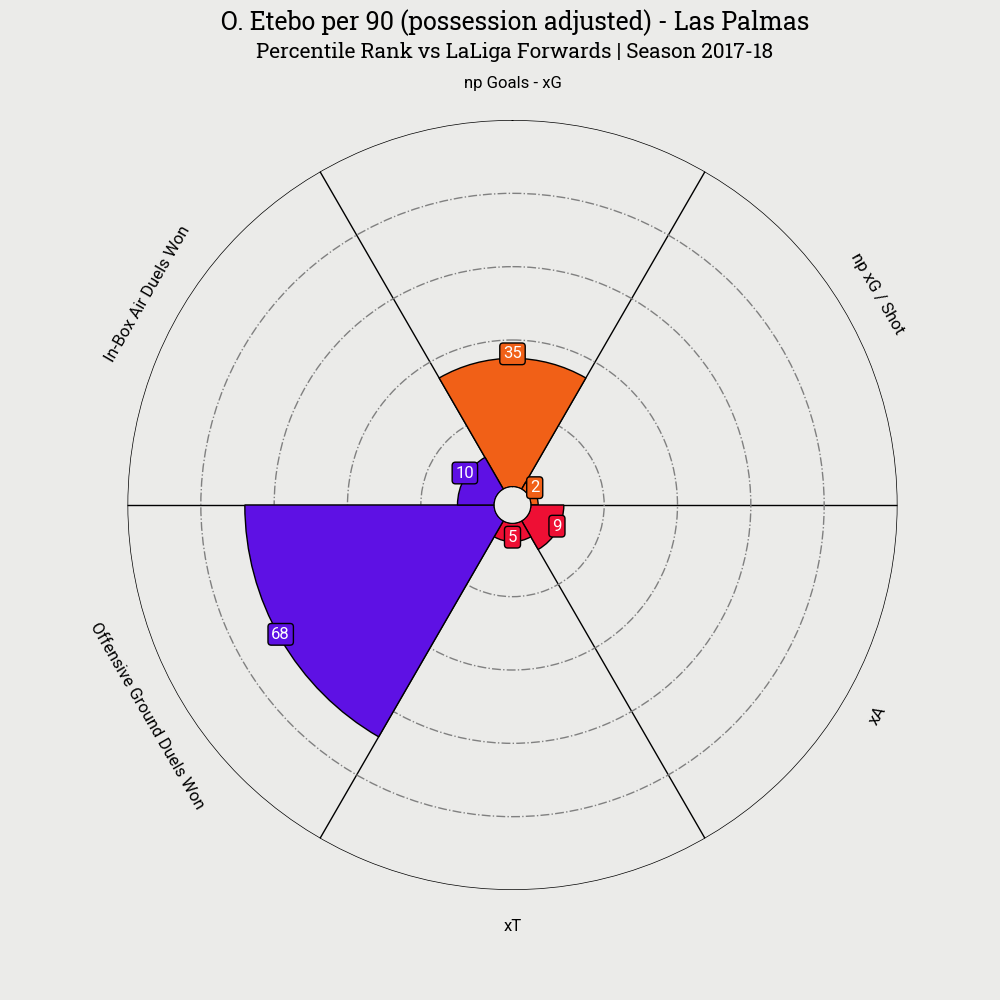 O. Etebo per 90 (possession adjusted) - Las Palmas
Percentile Rank vs LaLiga Forwards | Season 2017-18
np Goals - xG
In-Box Air Duels Won
np xG / Shot
35
10
2
9
5
68
Offensive Ground Duels Won
xA
xT